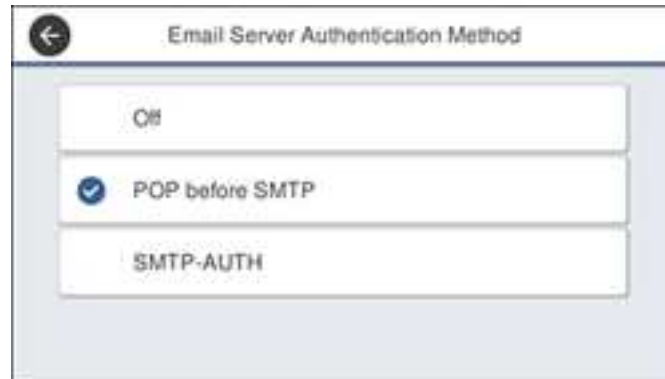 Email Server Authentication Method
Off
POP before SMTP
SMTP-AUTH